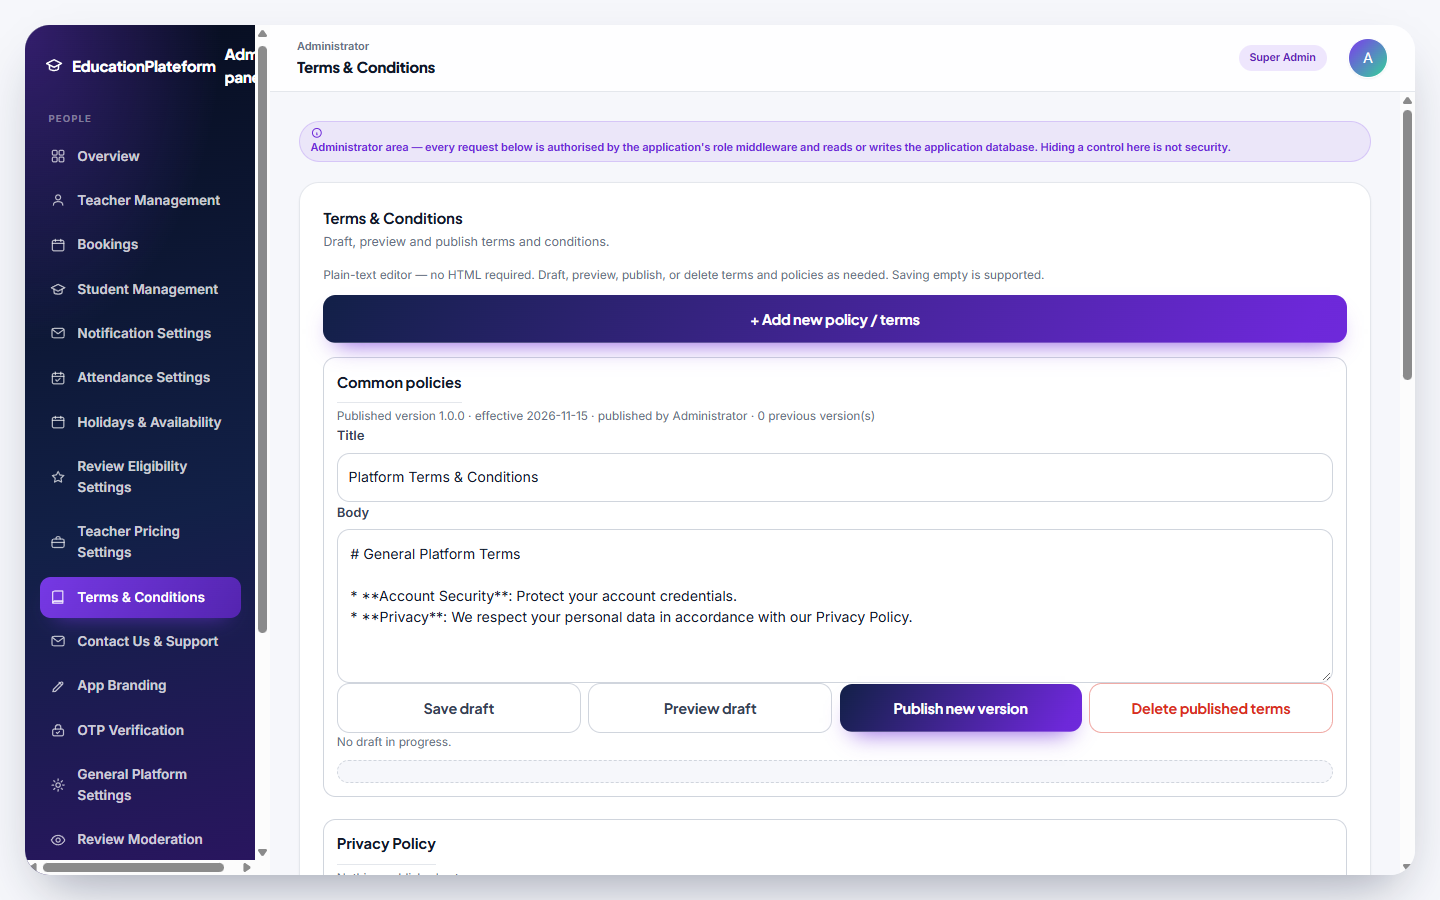 EducationPlateform
PEOPLE
Overview
Teacher Management
Bookings
Student Management
Notification Settings
Attendance Settings
Holidays & Availability
Review Eligibility
Settings
Teacher Pricing
Settings
Terms & Conditions
Contact Us & Support
App Branding
OTP Verification
General Platform
Settings
Review Moderation
Administrator
Terms & Conditions
Super Admin
A
Administrator area — every request below is authorised by the application's role middleware and reads or writes the application database. Hiding a control here is not security.
Terms & Conditions
Draft, preview and publish terms and conditions.
Plain-text editor — no HTML required. Draft, preview, publish, or delete terms and policies as needed. Saving empty is supported.
+ Add new policy / terms
Common policies
Published version 1.0.0 · effective 2026-11-15 · published by Administrator · 0 previous version(s)
Title
Platform Terms & Conditions
Body
# General Platform Terms
* **Account Security**: Protect your account credentials.
* **Privacy**: We respect your personal data in accordance with our Privacy Policy.
Save draft
Preview draft
Publish new version
Delete published terms
No draft in progress.
Privacy Policy